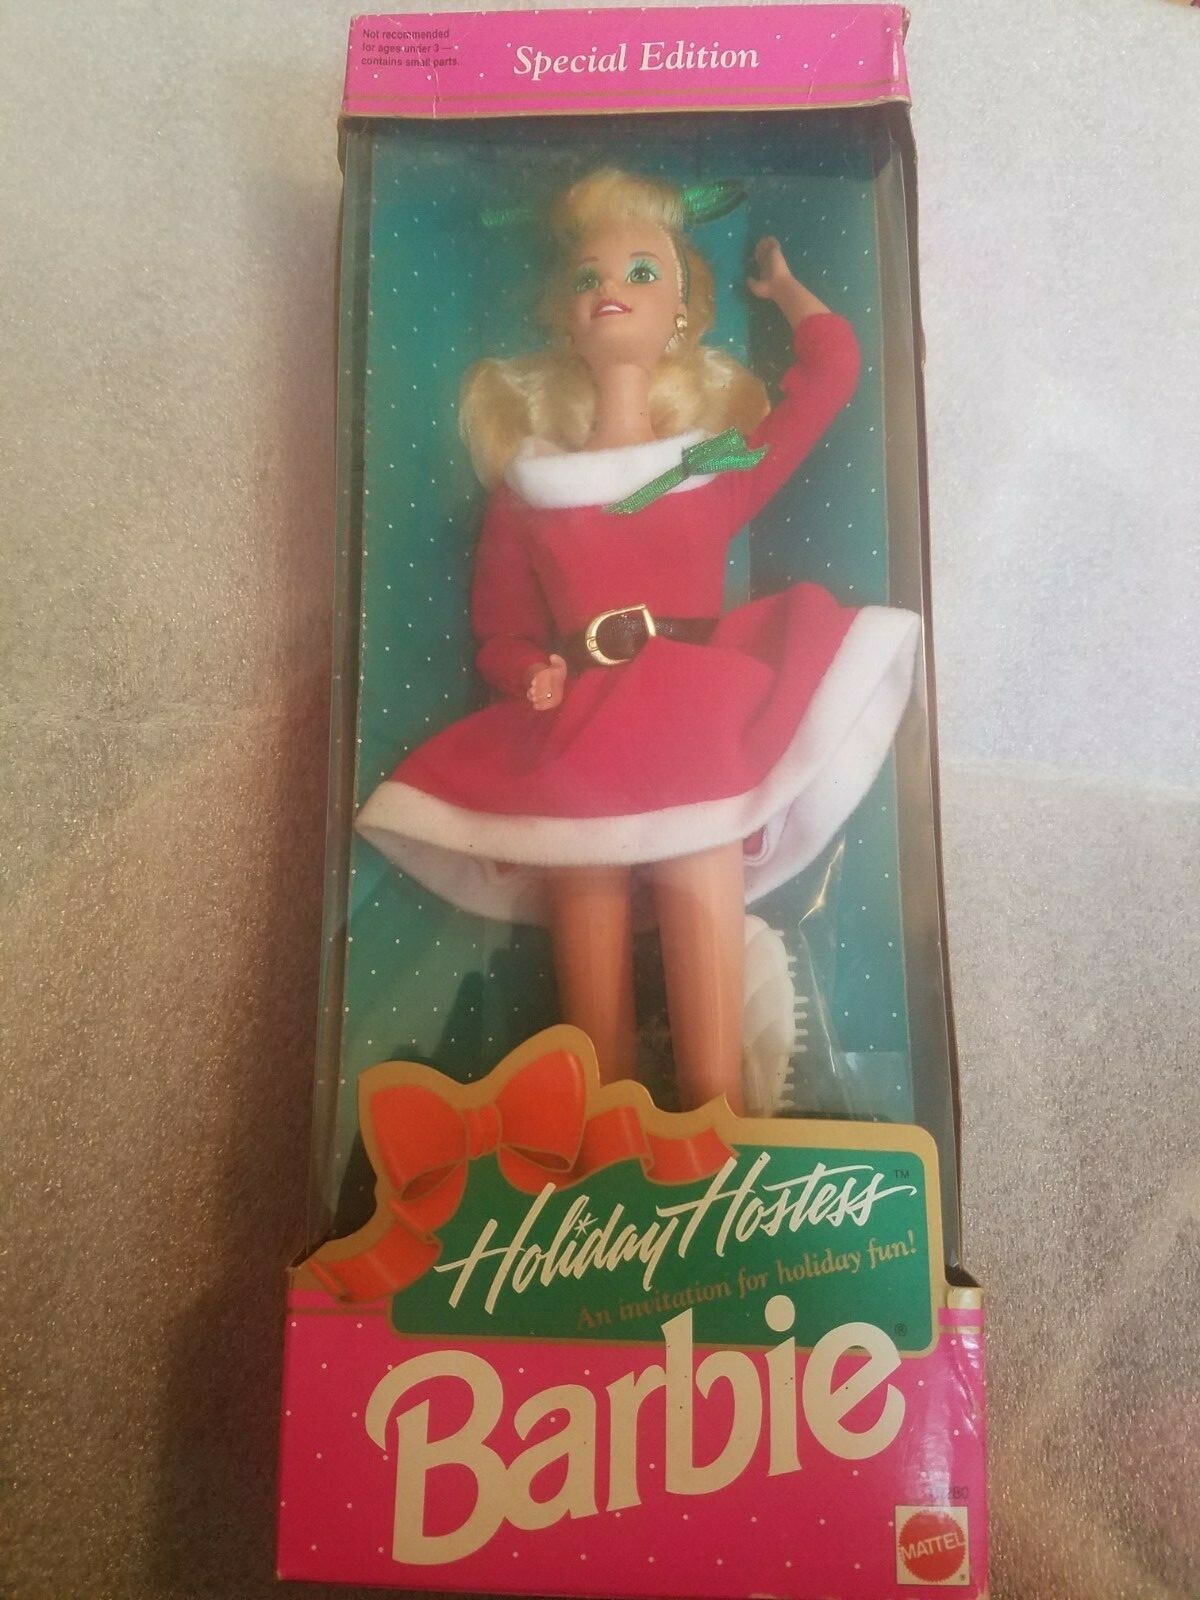 Not recommended
for ages under 3 —
contains small parts.
Special Edition
Holiday Hostess™
An invitation for holiday fun!
Barbie®
MATTEL®